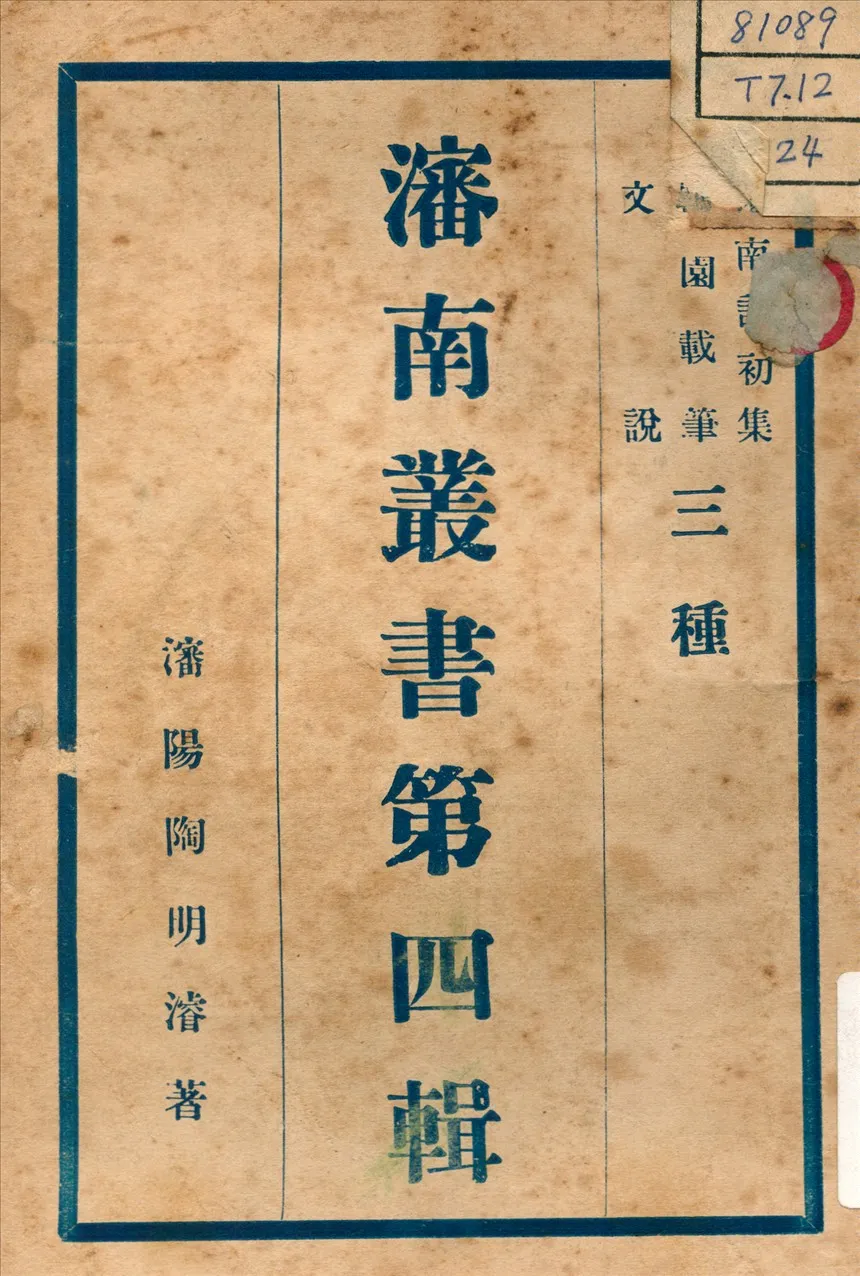 81089
T7.12
24
南 初集
園載筆
文說
三種
瀋南叢書第四輯
瀋陽陶明濬著